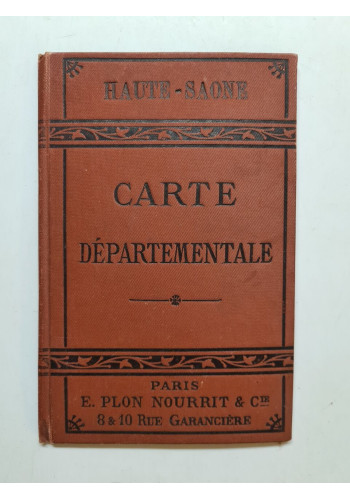 HAUTE-SAONE
CARTE
DÉPARTEMENTALE
PARIS
E. PLON NOURRIT & CIE
8 & 10 RUE GARANCIÈRE